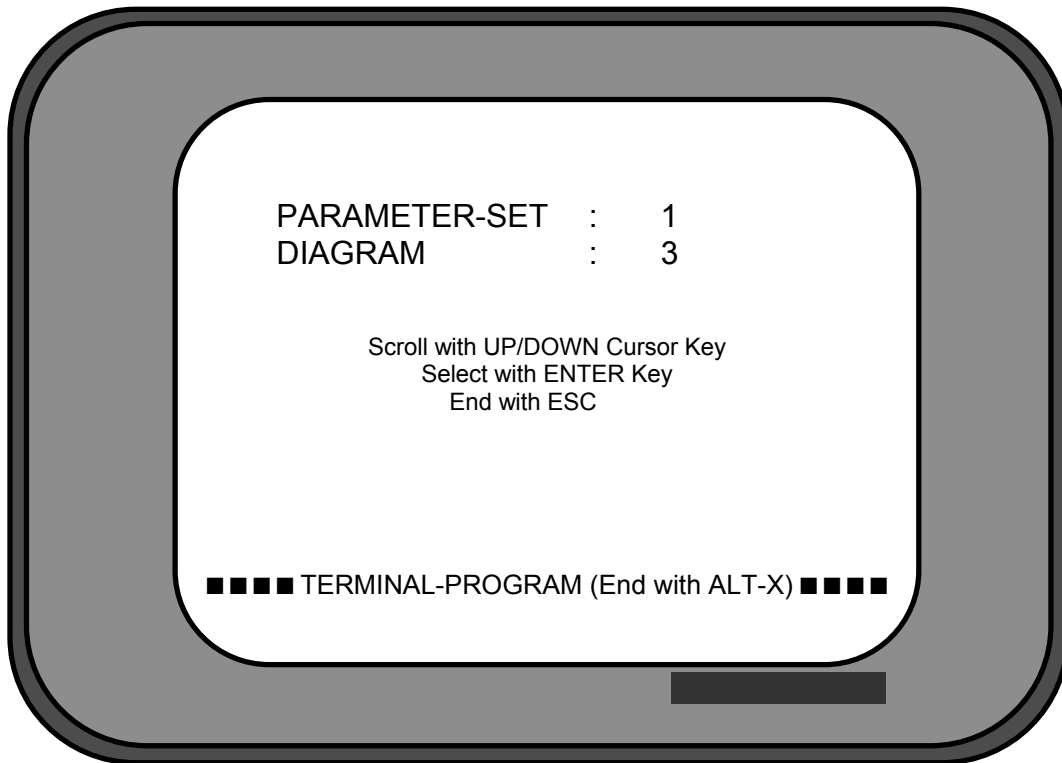 PARAMETER-SET : 1
DIAGRAM : 3
Scroll with UP/DOWN Cursor Key
Select with ENTER Key
End with ESC
■ ■ ■ ■ TERMINAL-PROGRAM (End with ALT-X) ■ ■ ■ ■